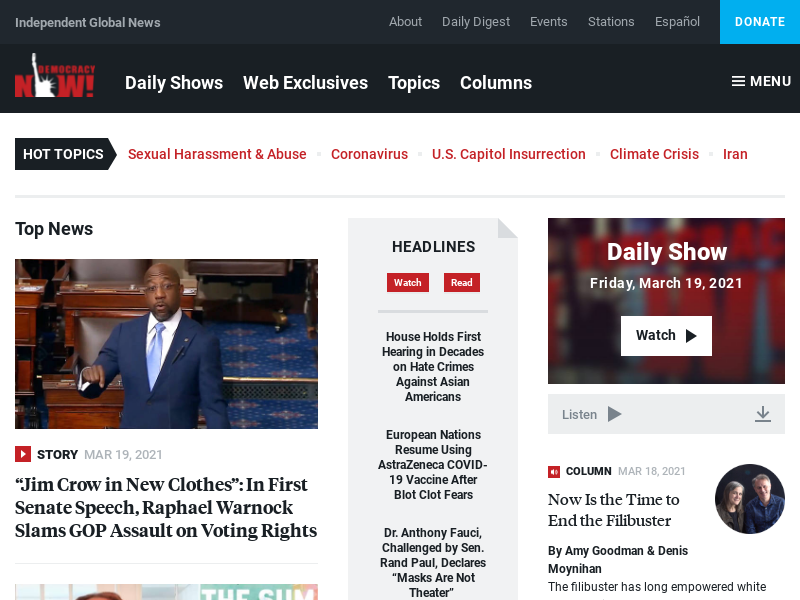 Independent Global News
About
Daily Digest
Events
Stations
Español
DONATE
DEMOCRACY
NOW!
Daily Shows
Web Exclusives
Topics
Columns
MENU
HOT TOPICS
Sexual Harassment & Abuse
Coronavirus
U.S. Capitol Insurrection
Climate Crisis
Iran
Top News
STORY MAR 19, 2021
“Jim Crow in New Clothes”: In First
Senate Speech, Raphael Warnock
Slams GOP Assault on Voting Rights
THE SUM
HEADLINES
Watch
Read
House Holds First
Hearing in Decades
on Hate Crimes
Against Asian
Americans
European Nations
Resume Using
AstraZeneca COVID-
19 Vaccine After
Blot Clot Fears
Dr. Anthony Fauci,
Challenged by Sen.
Rand Paul, Declares
“Masks Are Not
Theater”
Daily Show
Friday, March 19, 2021
Watch
Listen
COLUMN MAR 18, 2021
Now Is the Time to
End the Filibuster
By Amy Goodman & Denis
Moynihan
The filibuster has long empowered white